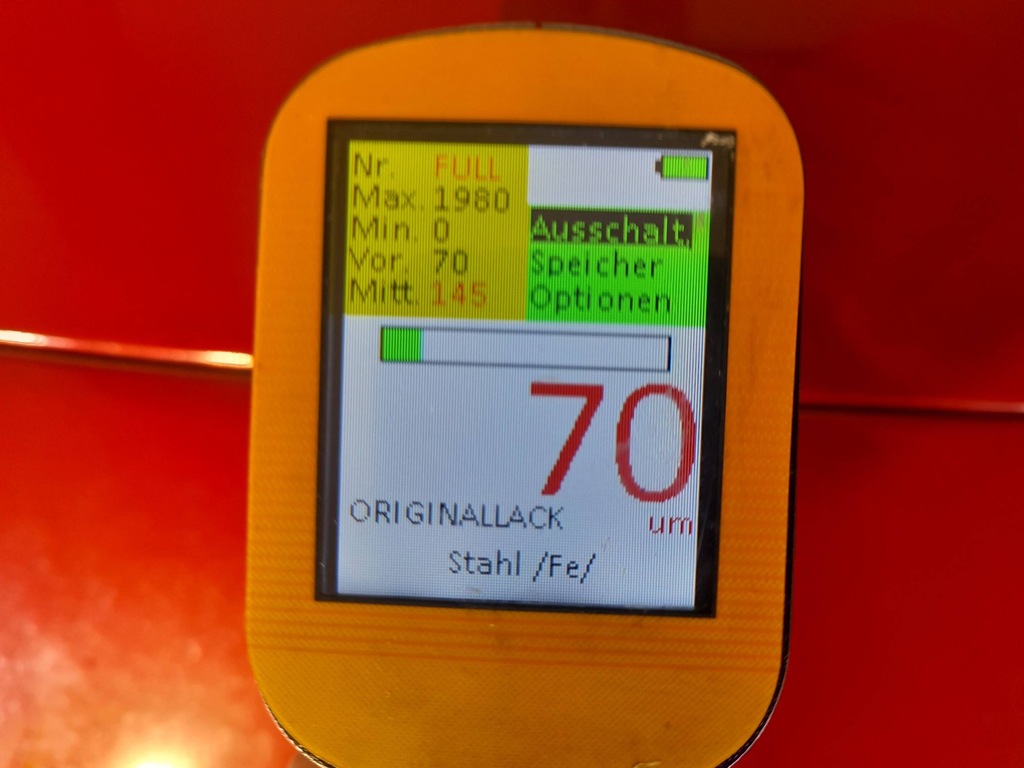 Nr. FULL
Max. 1980
Min. 0
Vor. 70
Mitt. 145
Ausschalt.
Speicher
Optionen
70
um
ORIGINALLACK
Stahl /Fe/